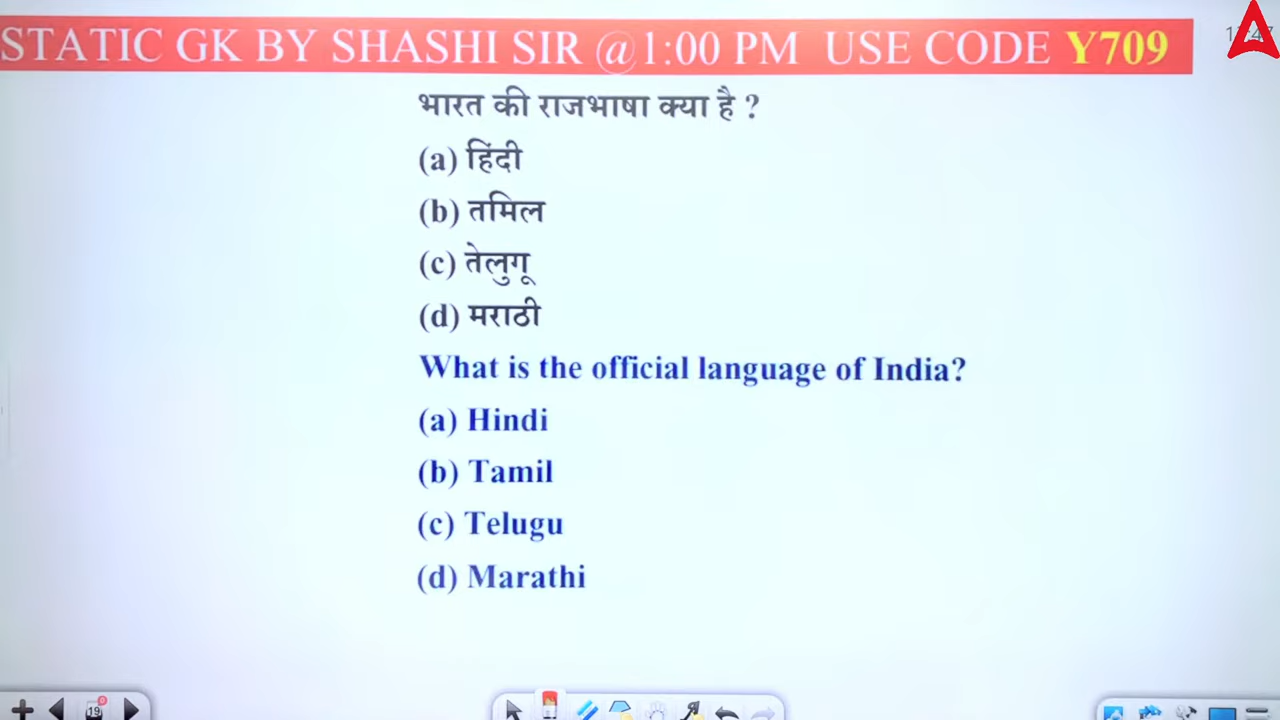 STATIC GK BY SHASHI SIR @1:00 PM USE CODE Y709
भारत की राजभाषा क्या है ?
(a) हिंदी
(b) तमिल
(c) तेलुगू
(d) मराठी
What is the official language of India?
(a) Hindi
(b) Tamil
(c) Telugu
(d) Marathi
19